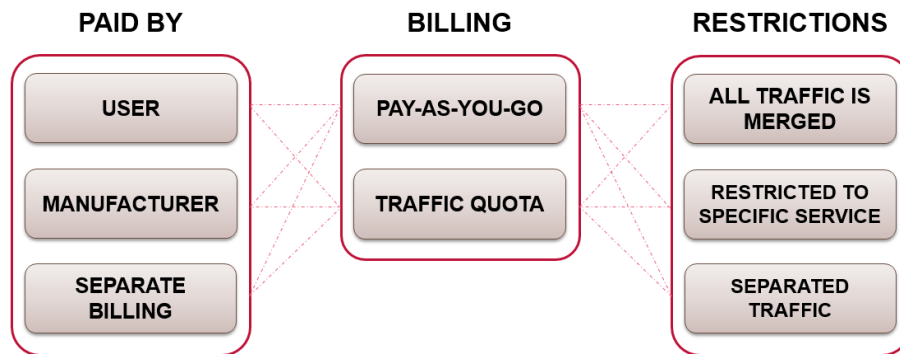 PAID BY
USER
MANUFACTURER
SEPARATE
BILLING
BILLING
PAY-AS-YOU-GO
TRAFFIC QUOTA
RESTRICTIONS
ALL TRAFFIC IS
MERGED
RESTRICTED TO
SPECIFIC SERVICE
SEPARATED
TRAFFIC